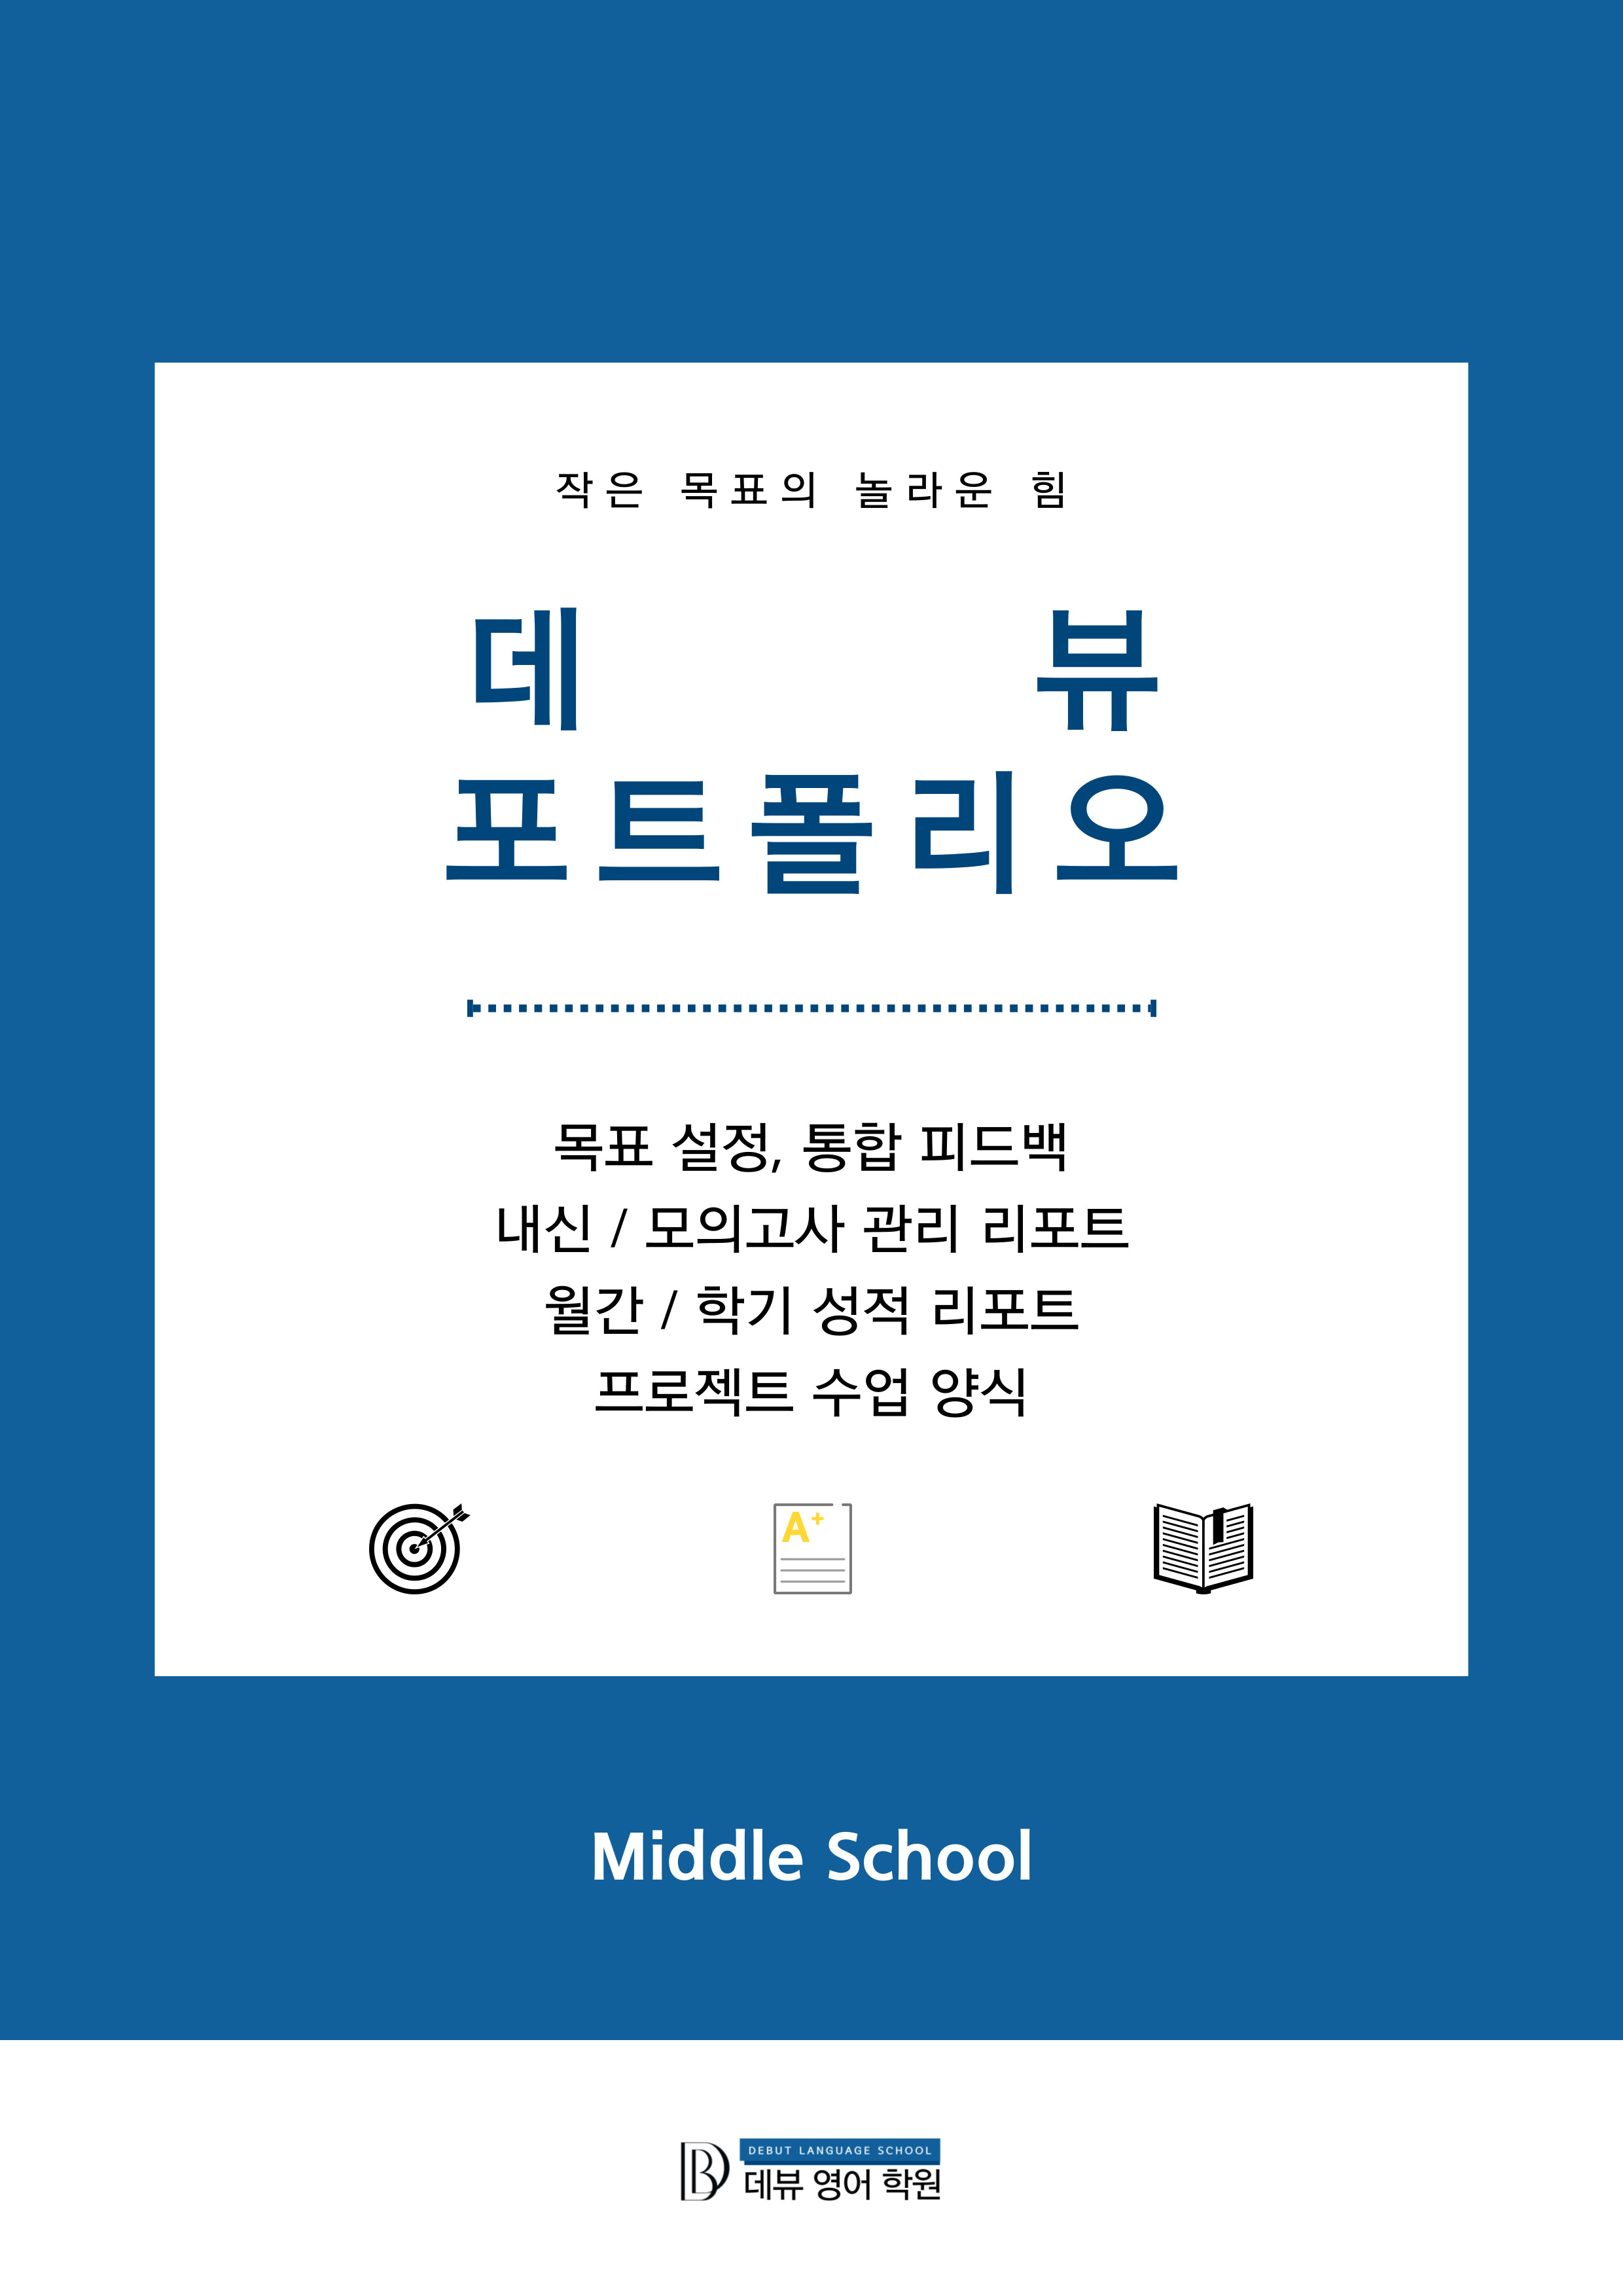 작은 목표의 놀라운 힘
데 뷰
포트폴리오
목표 설정, 통합 피드백
내신 / 모의고사 관리 리포트
월간 / 학기 성적 리포트
프로젝트 수업 양식
A+
Middle School
DEBUT LANGUAGE SCHOOL
데뷰 영어 학원